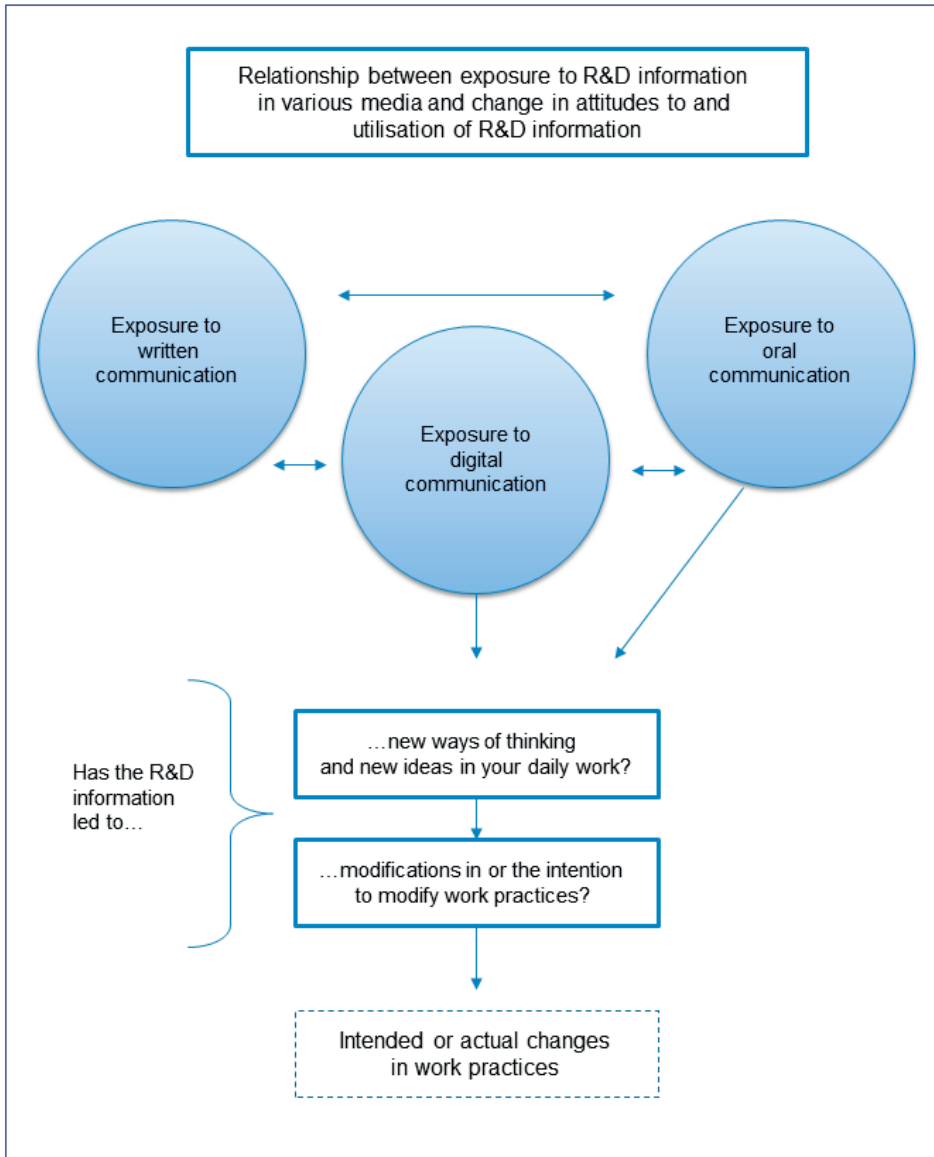 Relationship between exposure to R&D information
in various media and change in attitudes to and
utilisation of R&D information
Exposure to
written
communication
Exposure to
digital
communication
Exposure to
oral
communication
Has the R&D
information
led to…
…new ways of thinking
and new ideas in your daily work?
…modifications in or the intention
to modify work practices?
Intended or actual changes
in work practices